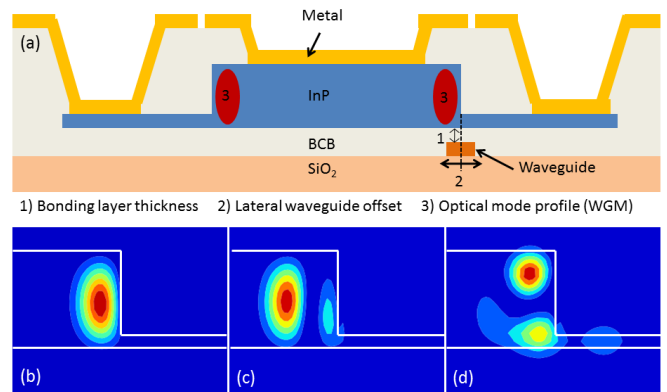 Metal
(a)
3
InP
3
BCB
1
SiO₂
Waveguide
2
1) Bonding layer thickness 2) Lateral waveguide offset 3) Optical mode profile (WGM)
(b)
(c)
(d)